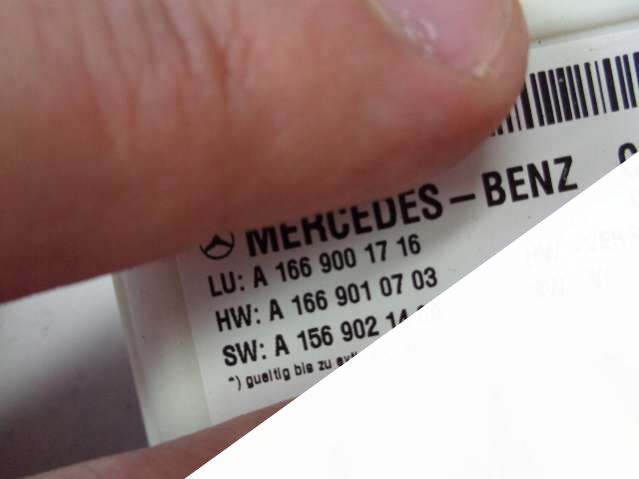 MERCEDES-BENZ
LU: A 166 900 17 16
HW: A 166 901 07 03
SW: A 156 902 14
*) gueltig bis zu